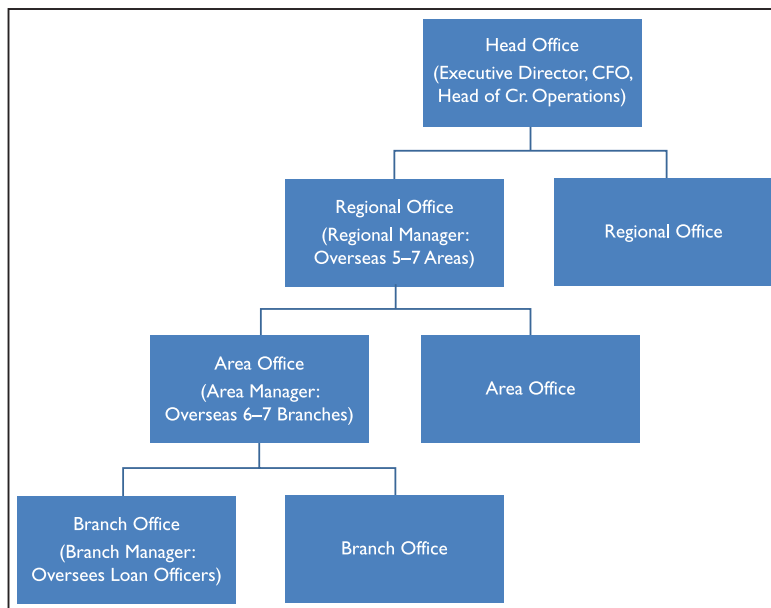 Head Office
(Executive Director, CFO,
Head of Cr. Operations)
Regional Office
(Regional Manager:
Overseas 5–7 Areas)
Regional Office
Area Office
(Area Manager:
Overseas 6–7 Branches)
Area Office
Branch Office
(Branch Manager:
Oversees Loan Officers)
Branch Office